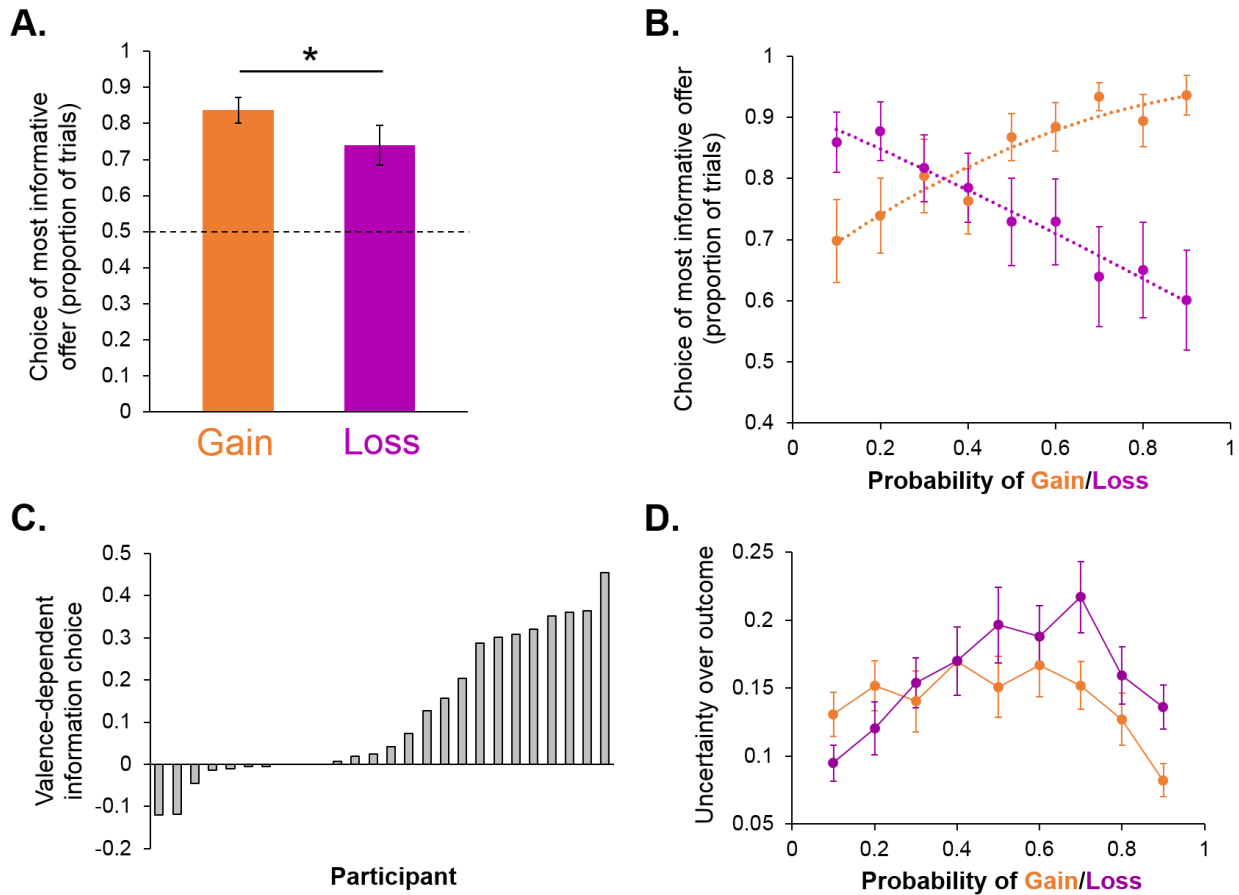 A.
Choice of most informative
offer (proportion of trials)
1
0.9
0.8
0.7
0.6
0.5
0.4
0.3
0.2
0.1
0
*
Gain
Loss
B.
Choice of most informative offer
(proportion of trials)
1
0.9
0.8
0.7
0.6
0.5
0.4
0
0.2
0.4
0.6
0.8
1
Probability of Gain/Loss
C.
Valence-dependent
information choice
0.5
0.4
0.3
0.2
0.1
0
-0.1
-0.2
Participant
D.
Uncertainty over outcome
0.25
0.2
0.15
0.1
0.05
0
0.2
0.4
0.6
0.8
1
Probability of Gain/Loss